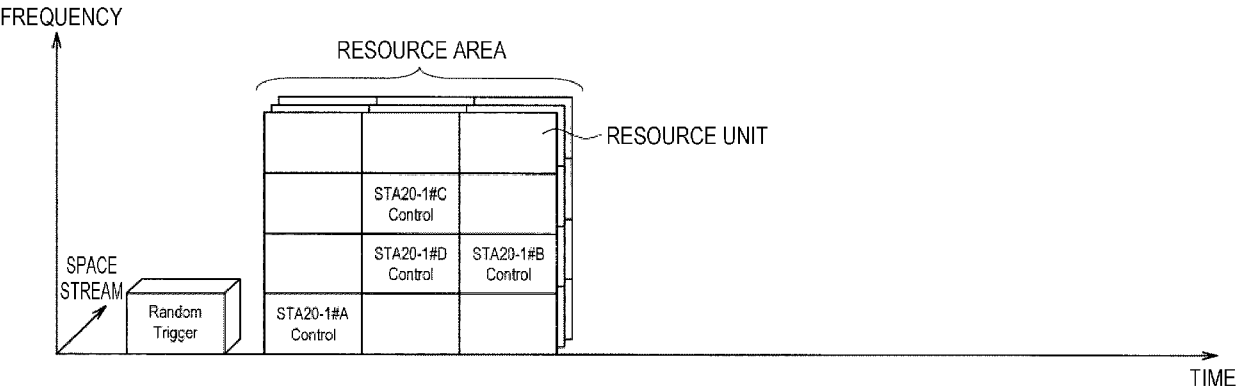 FREQUENCY
RESOURCE AREA
RESOURCE UNIT
STA20-1#C
Control
STA20-1#D
Control
STA20-1#B
Control
SPACE
STREAM
Random
Trigger
STA20-1#A
Control
TIME